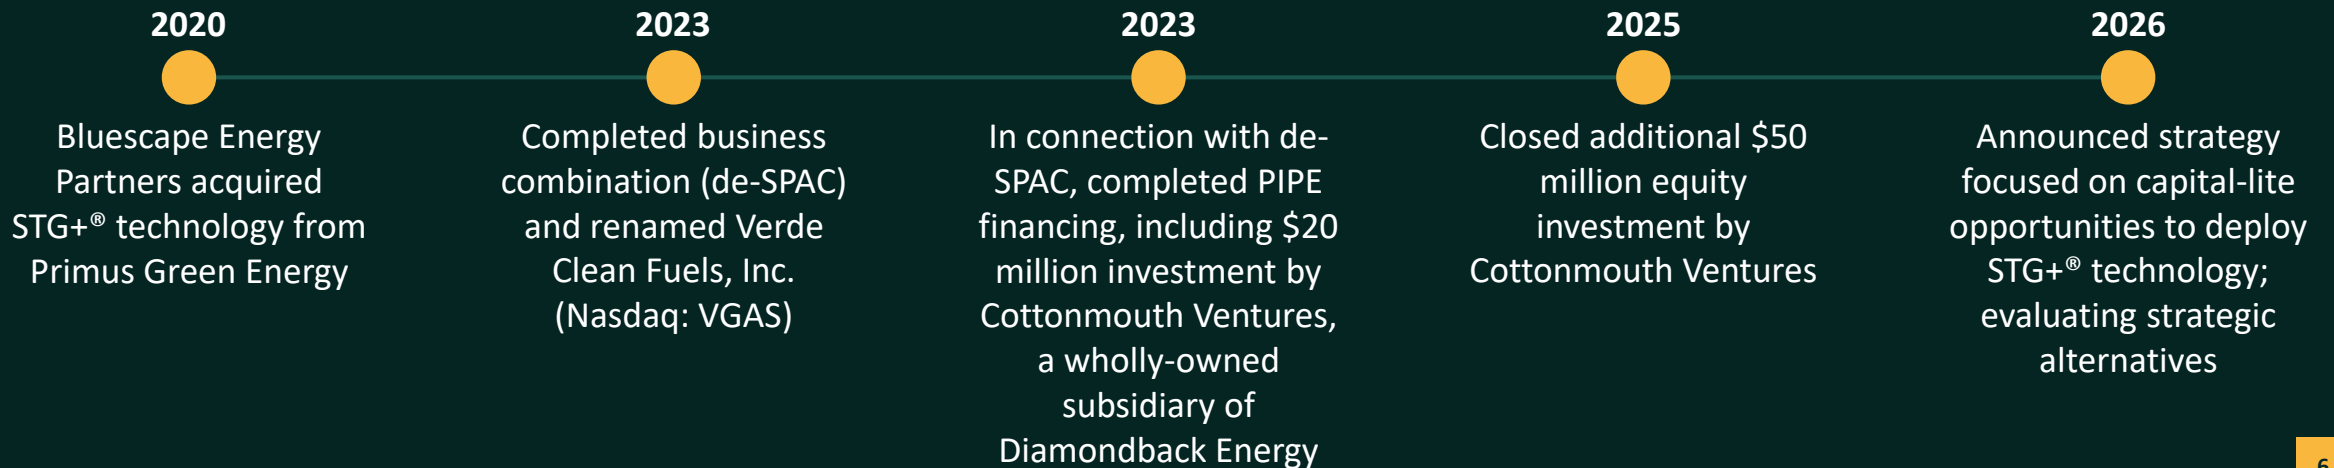 2020
Bluescape Energy
Partners acquired
STG+® technology from
Primus Green Energy
2023
Completed business
combination (de-SPAC)
and renamed Verde
Clean Fuels, Inc.
(Nasdaq: VGAS)
2023
In connection with de-
SPAC, completed PIPE
financing, including $20
million investment by
Cottonmouth Ventures,
a wholly-owned
subsidiary of
Diamondback Energy
2025
Closed additional $50
million equity
investment by
Cottonmouth Ventures
2026
Announced strategy
focused on capital-lite
opportunities to deploy
STG+® technology;
evaluating strategic
alternatives
6